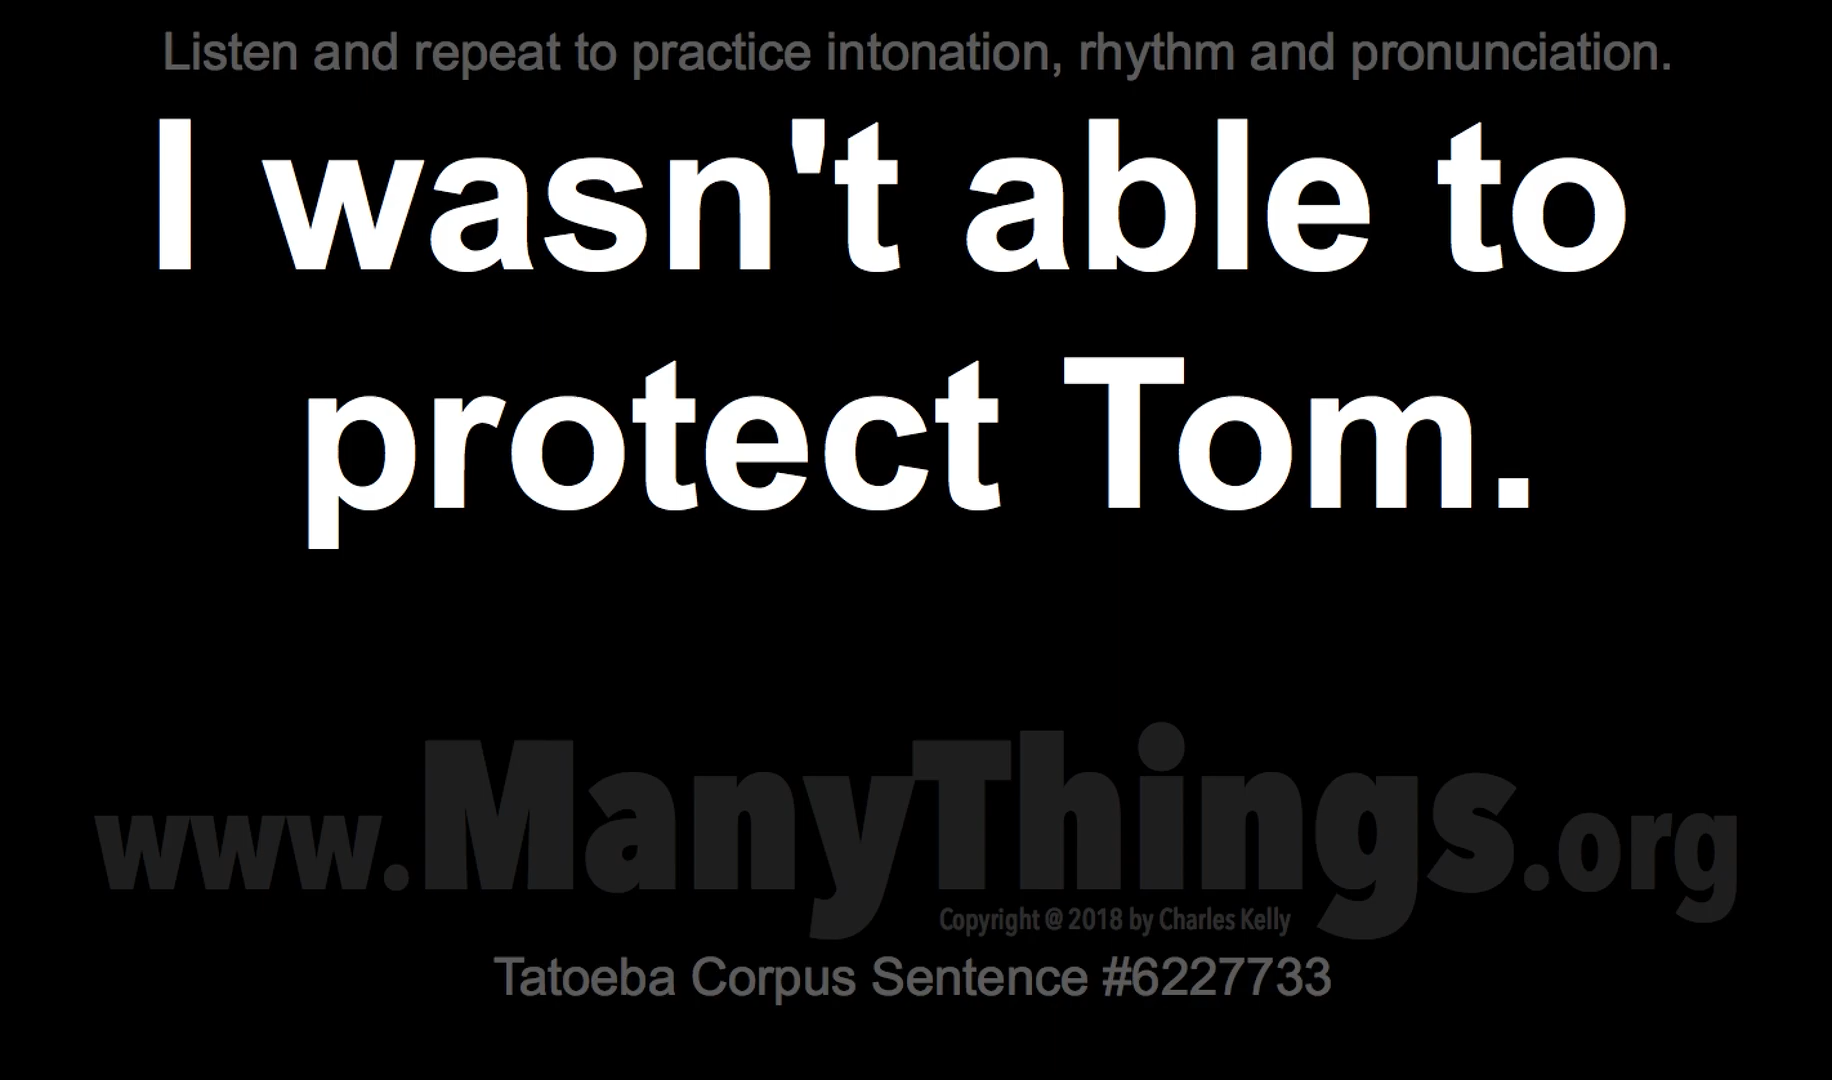 Listen and repeat to practice intonation, rhythm and pronunciation.
I wasn't able to
protect Tom.
www.ManyThings.org
Copyright @ 2018 by Charles Kelly
Tatoeba Corpus Sentence #6227733